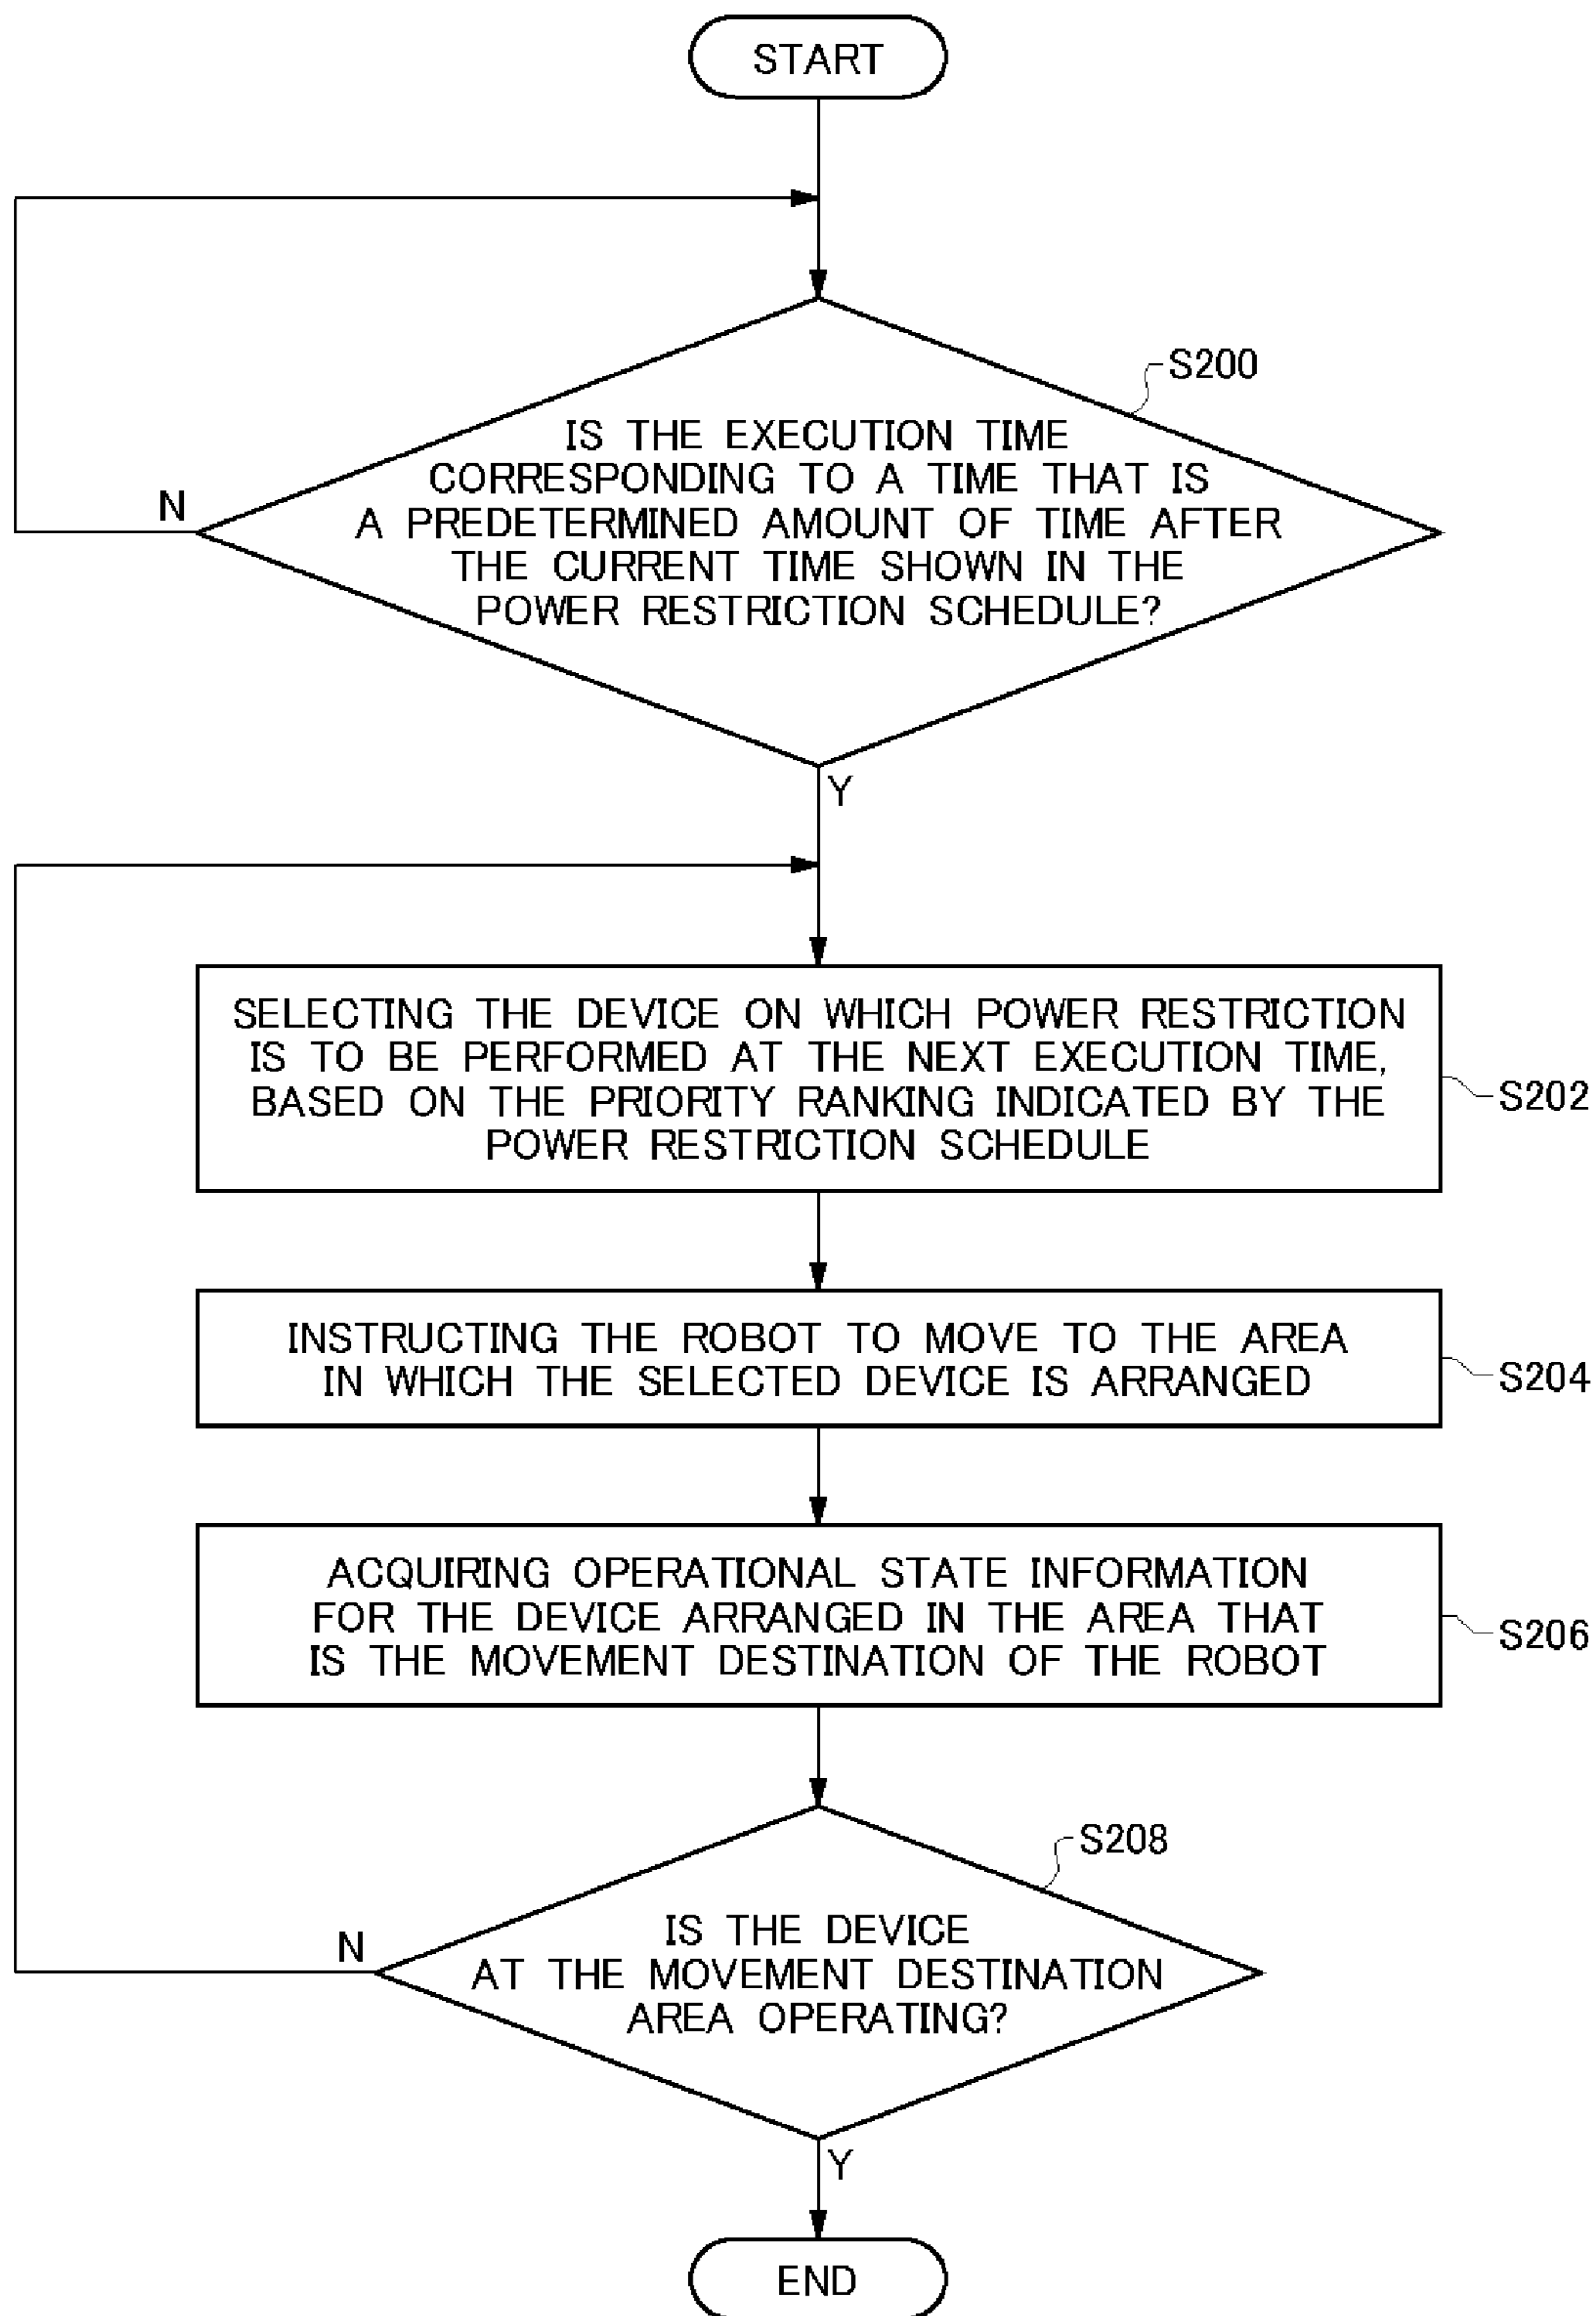 START
S200
IS THE EXECUTION TIME
CORRESPONDING TO A TIME THAT IS
A PREDETERMINED AMOUNT OF TIME AFTER
THE CURRENT TIME SHOWN IN THE
POWER RESTRICTION SCHEDULE?
N
Y
SELECTING THE DEVICE ON WHICH POWER RESTRICTION
IS TO BE PERFORMED AT THE NEXT EXECUTION TIME,
BASED ON THE PRIORITY RANKING INDICATED BY THE
POWER RESTRICTION SCHEDULE
S202
INSTRUCTING THE ROBOT TO MOVE TO THE AREA
IN WHICH THE SELECTED DEVICE IS ARRANGED
S204
ACQUIRING OPERATIONAL STATE INFORMATION
FOR THE DEVICE ARRANGED IN THE AREA THAT
IS THE MOVEMENT DESTINATION OF THE ROBOT
S206
S208
IS THE DEVICE
AT THE MOVEMENT DESTINATION
AREA OPERATING?
N
Y
END